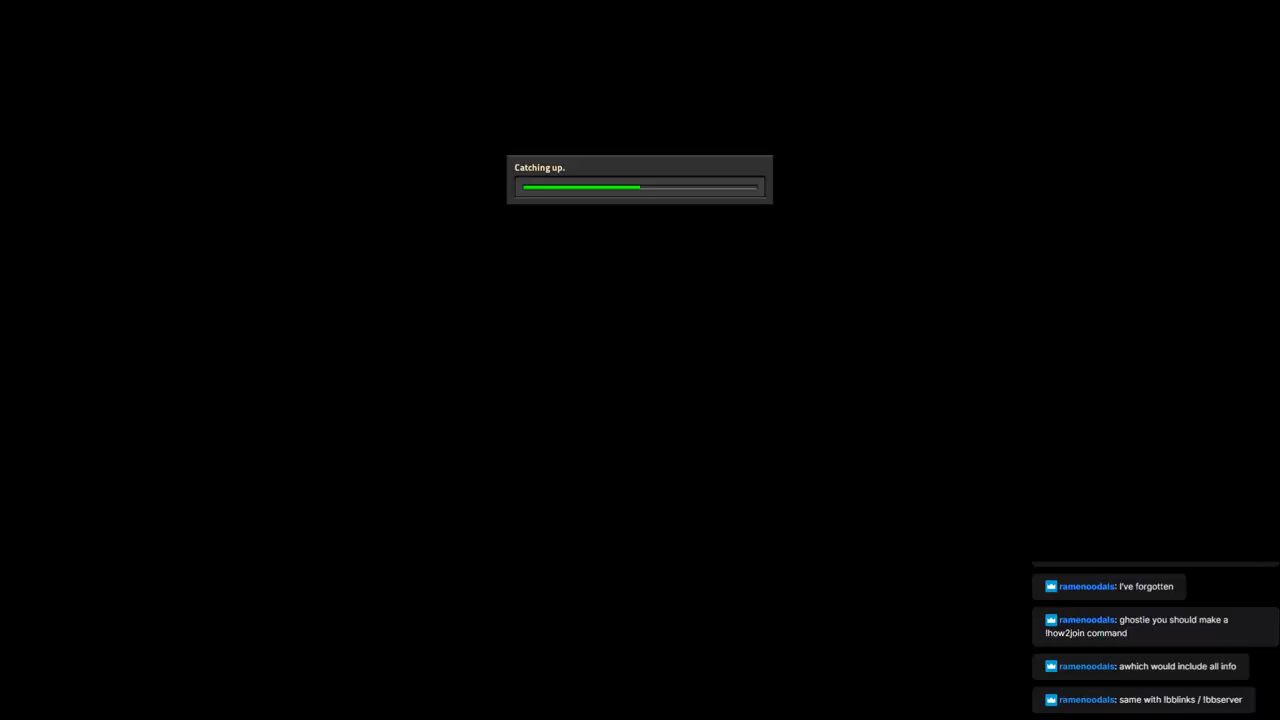 Catching up.
ramenoodals: I've forgotten
ramenoodals: ghostie you should make a
!how2join command
ramenoodals: awhich would include all info
ramenoodals: same with !bblinks / !bbserver